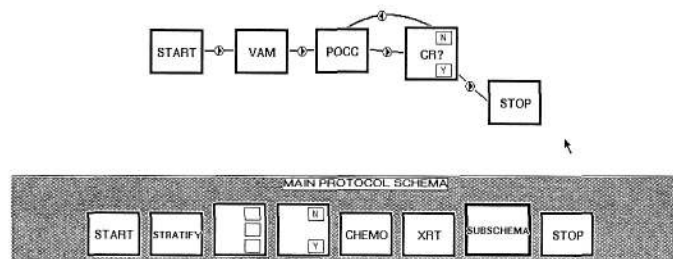 START
VAM
POCC
CR?
N
Y
STOP
MAIN PROTOCOL SCHEMA
START
STRATIFY
N
Y
CHEMO
XRT
SUBSCHEMA
STOP